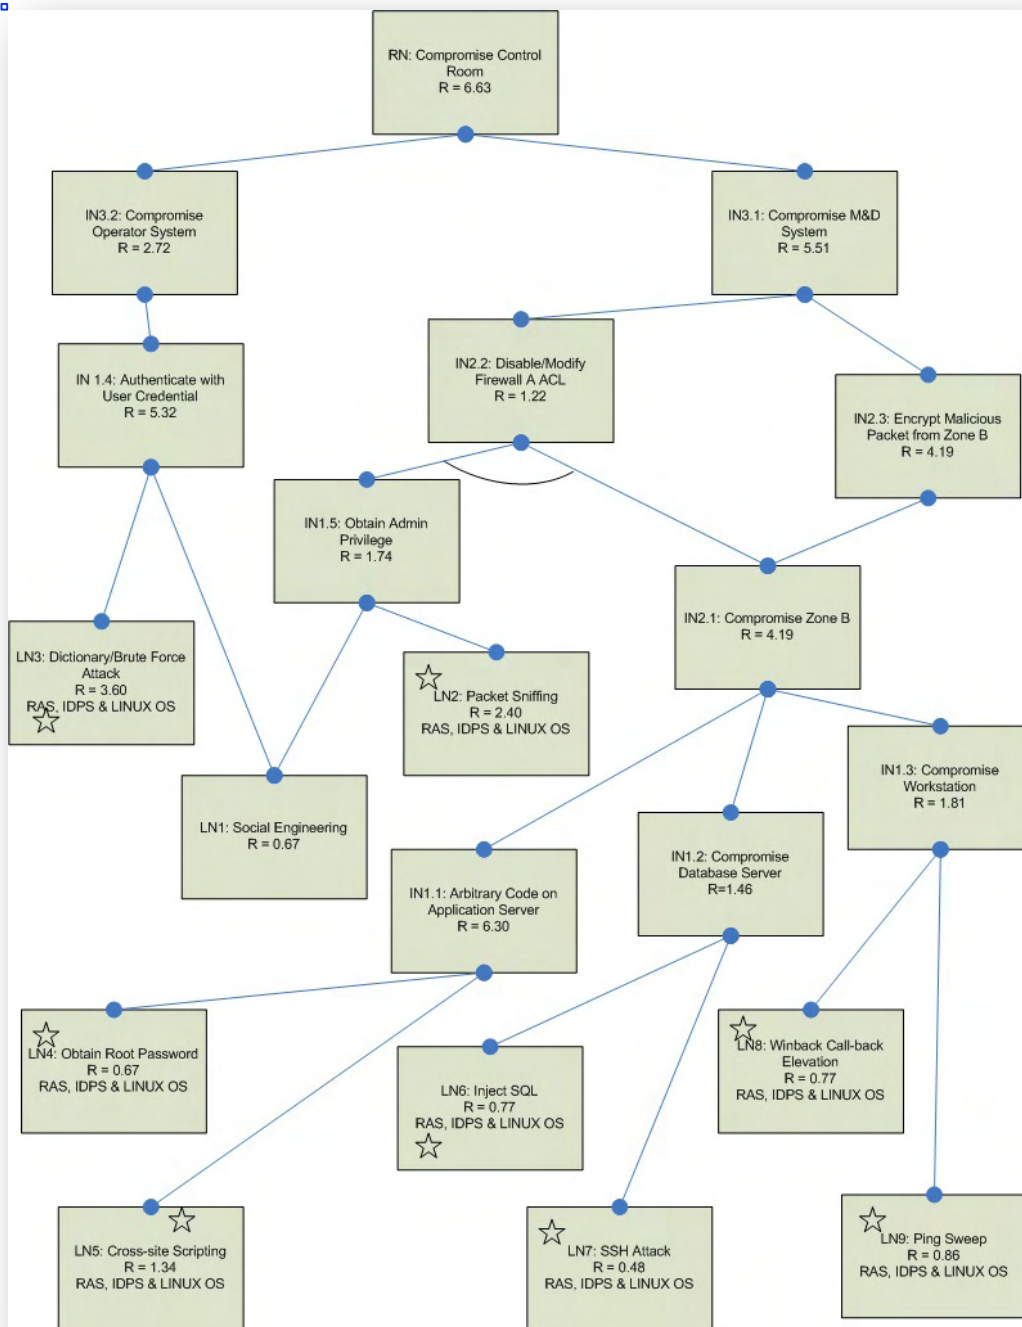 RN: Compromise Control
Room
R = 6.63
IN3.2: Compromise
Operator System
R = 2.72
IN3.1: Compromise M&D
System
R = 5.51
IN 1.4: Authenticate with
User Credential
R = 5.32
IN2.2: Disable/Modify
Firewall A ACL
R = 1.22
IN2.3: Encrypt Malicious
Packet from Zone B
R = 4.19
IN1.5: Obtain Admin
Privilege
R = 1.74
IN2.1: Compromise Zone B
R = 4.19
LN3: Dictionary/Brute Force
Attack
R = 3.60
RAS, IDPS & LINUX OS
LN2: Packet Sniffing
R = 2.40
RAS, IDPS & LINUX OS
LN1: Social Engineering
R = 0.67
IN1.3: Compromise
Workstation
R = 1.81
IN1.2: Compromise
Database Server
R=1.46
IN1.1: Arbitrary Code on
Application Server
R = 6.30
LN4: Obtain Root Password
R = 0.67
RAS, IDPS & LINUX OS
LN6: Inject SQL
R = 0.77
RAS, IDPS & LINUX OS
LN8: Winback Call-back
Elevation
R = 0.77
RAS, IDPS & LINUX OS
LN5: Cross-site Scripting
R = 1.34
RAS, IDPS & LINUX OS
LN7: SSH Attack
R = 0.48
RAS, IDPS & LINUX OS
LN9: Ping Sweep
R = 0.86
RAS, IDPS & LINUX OS